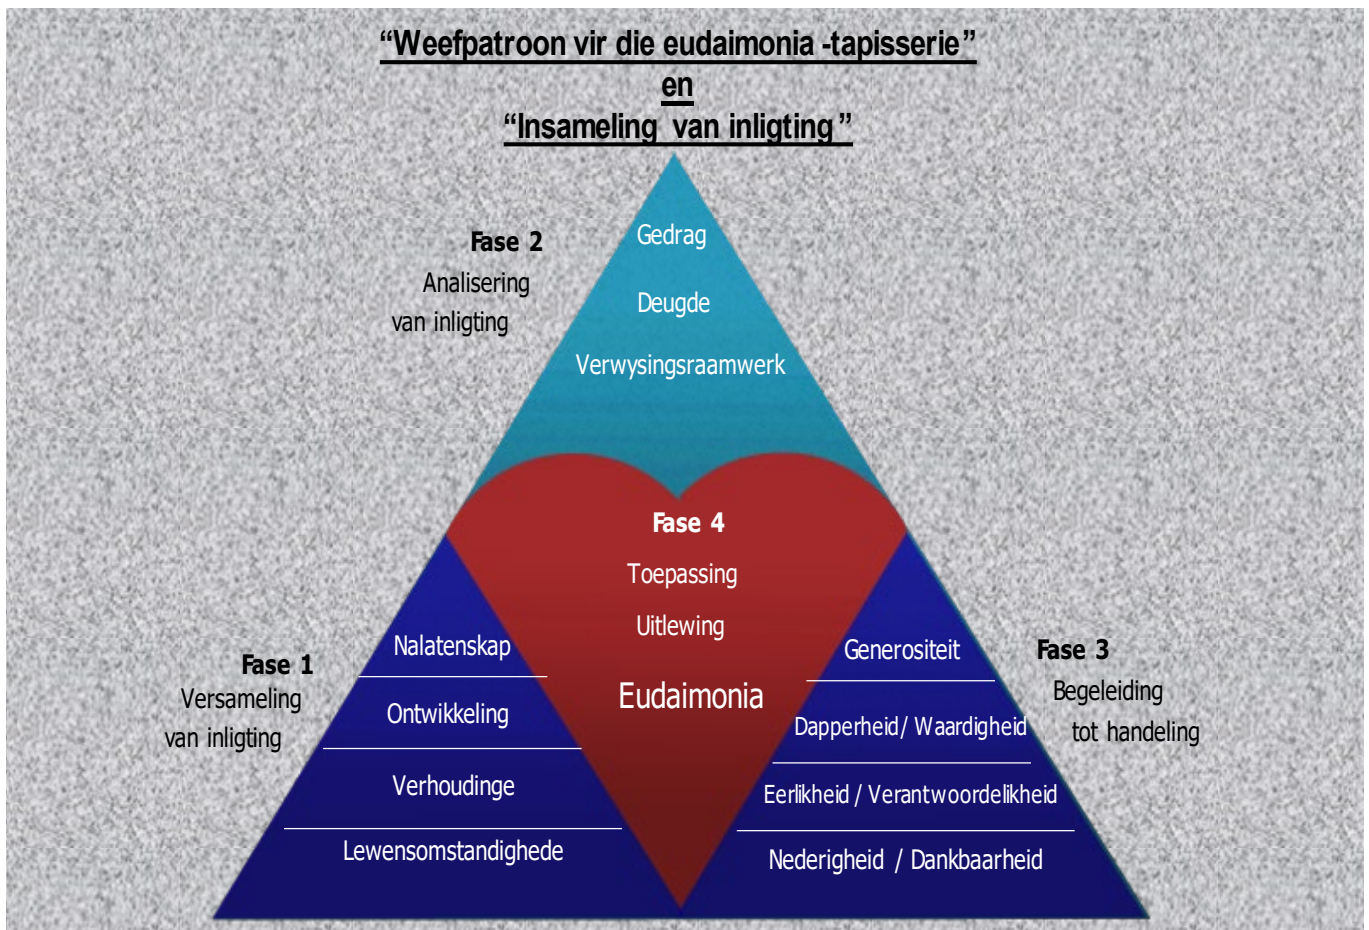 “Weefpatroon vir die eudaimonia -tapisserie”
en
“Insameling van inligting”
Fase 2
Analisering
van inligting
Gedrag
Deugde
Verwysingsraamwerk
Fase 4
Toepassing
Uitlewing
Eudaimonia
Fase 1
Versameling
van inligting
Nalatenskap
Ontwikkeling
Verhoudinge
Lewensomstandighede
Generositeit
Dapperheid/ Waardigheid
Eerlikheid / Verantwoordelikheid
Nederigheid / Dankbaarheid
Fase 3
Begeleiding
tot handeling